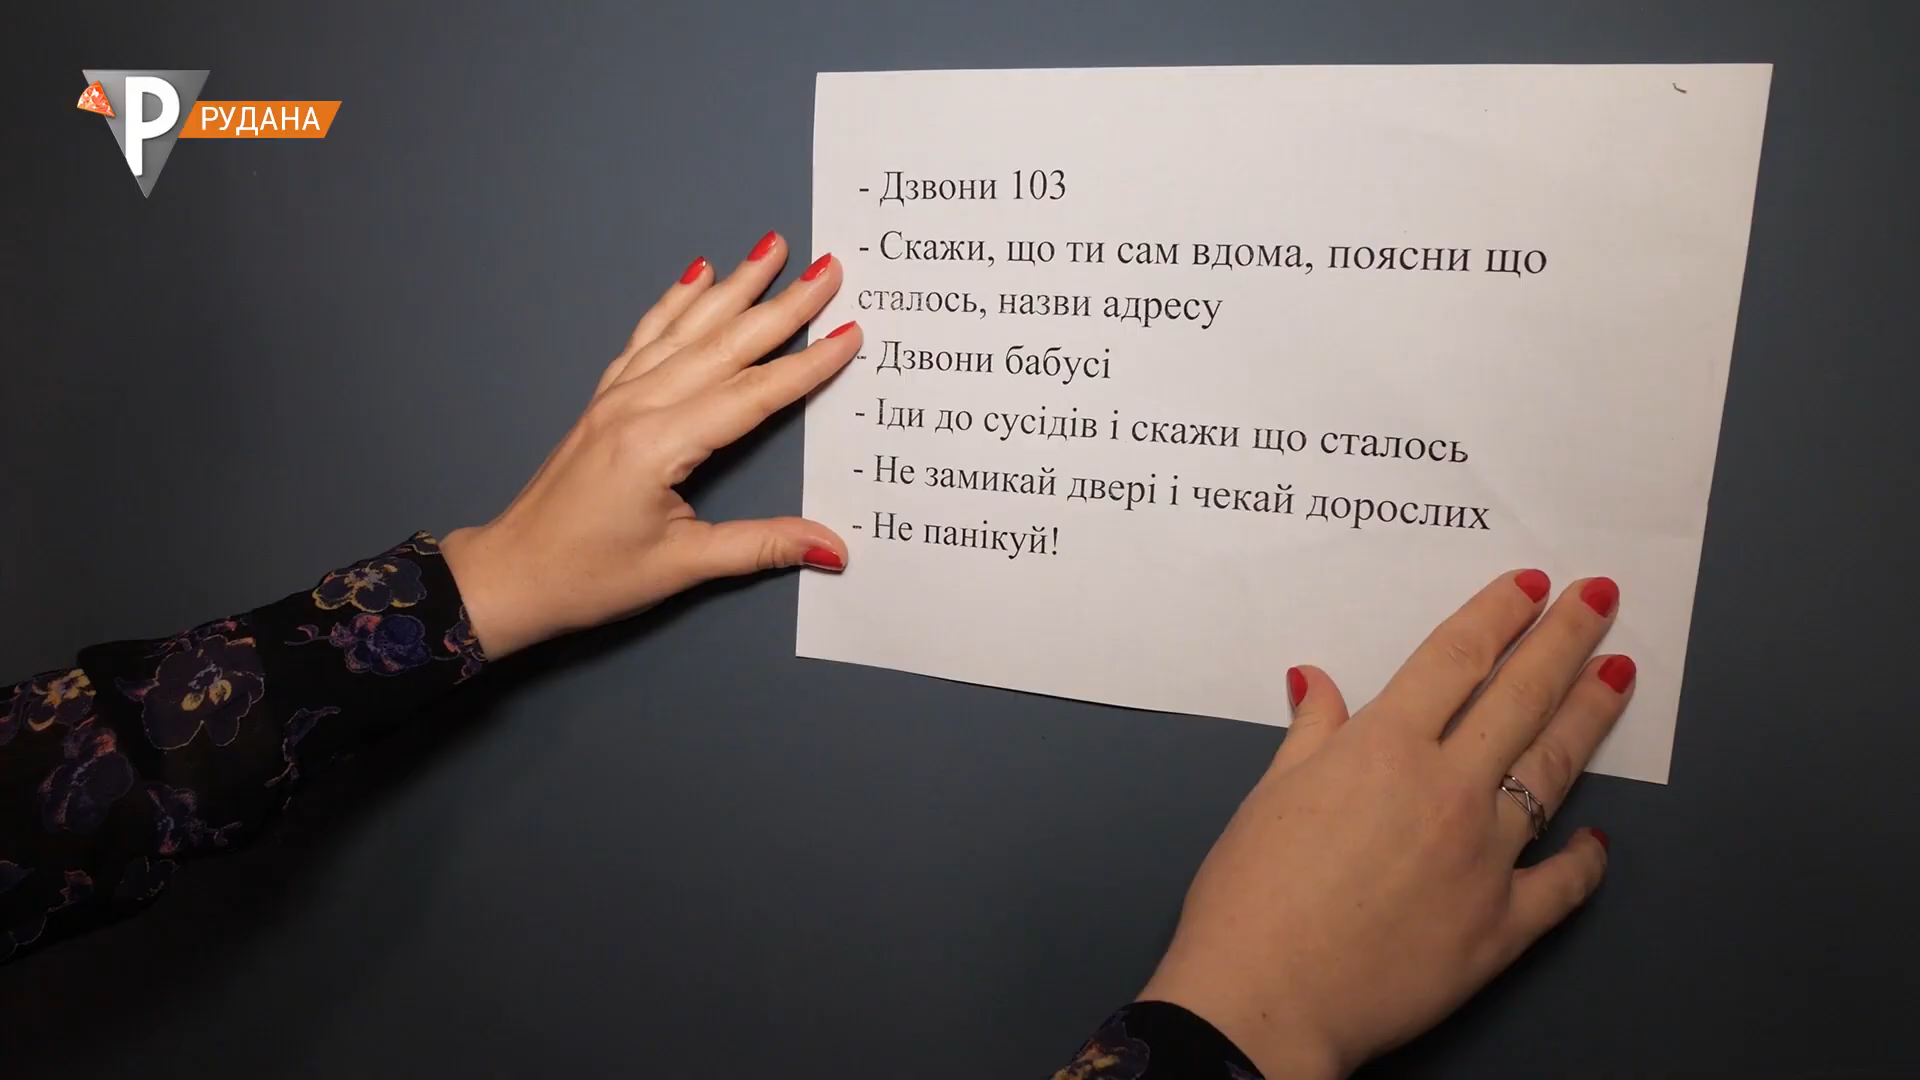 Р РУДАНА
- Дзвони 103
- Скажи, що ти сам вдома, поясни що
сталось, назви адресу
- Дзвони бабусі
- Іди до сусідів і скажи що сталось
- Не замикай двері і чекай дорослих
- Не панікуй!